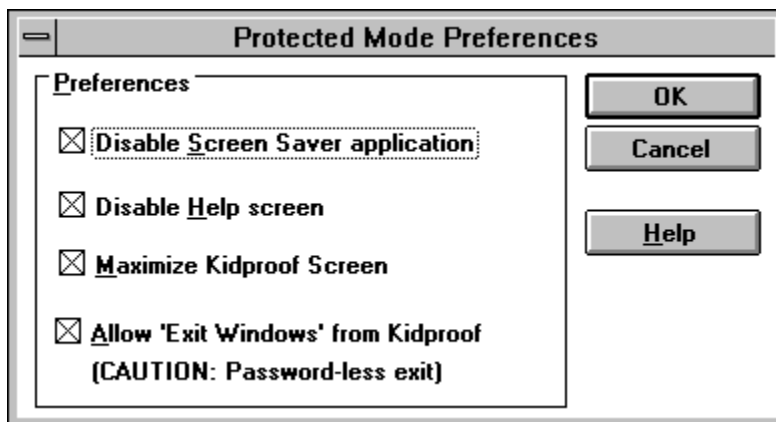 Protected Mode Preferences
Preferences
Disable Screen Saver application
Disable Help screen
Maximize Kidproof Screen
Allow 'Exit Windows' from Kidproof
(CAUTION: Password-less exit)
OK
Cancel
Help